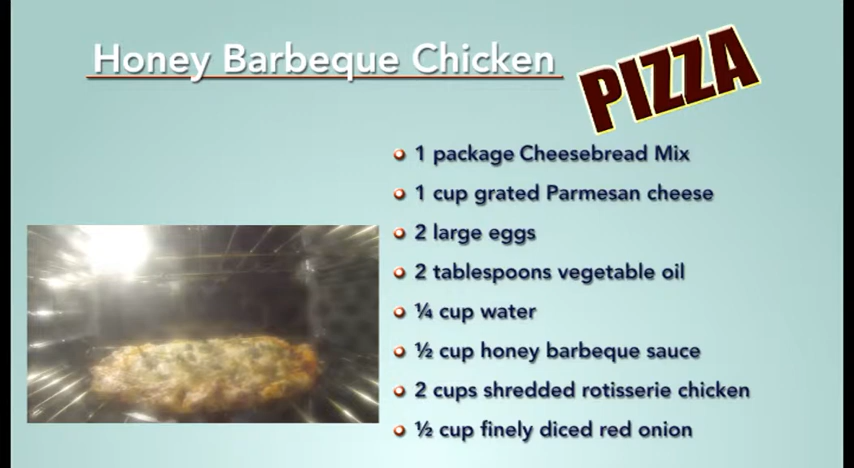 Honey Barbeque Chicken PIZZA
1 package Cheesebread Mix
1 cup grated Parmesan cheese
2 large eggs
2 tablespoons vegetable oil
¼ cup water
½ cup honey barbeque sauce
2 cups shredded rotisserie chicken
½ cup finely diced red onion